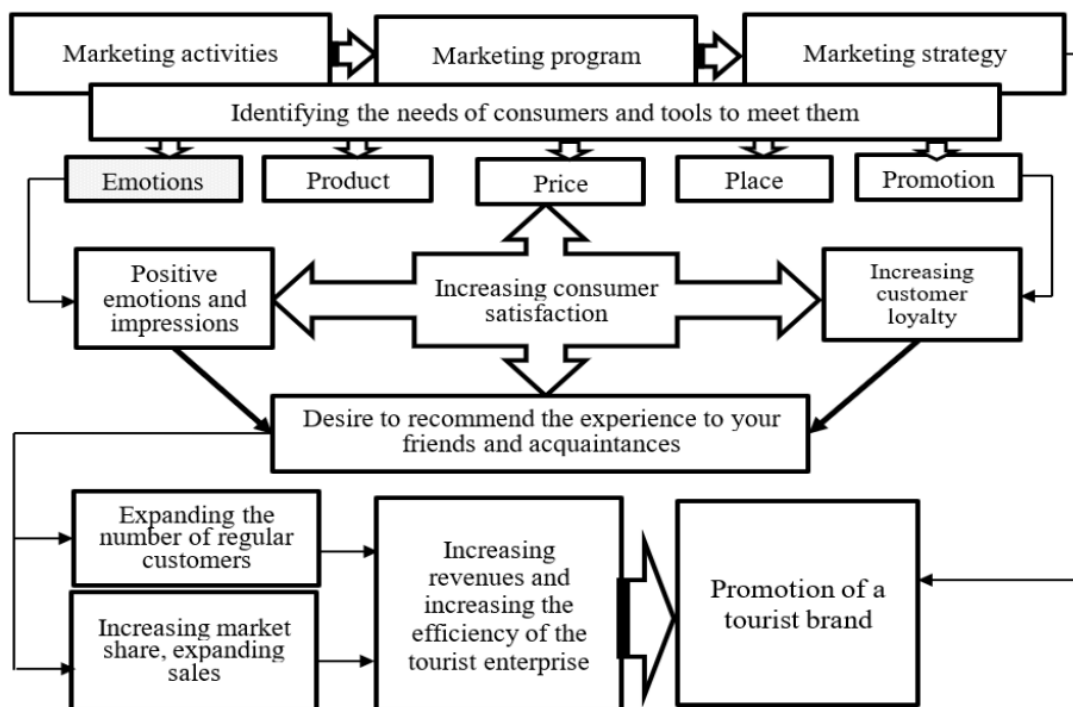 Marketing activities
Marketing program
Marketing strategy
Identifying the needs of consumers and tools to meet them
Emotions
Product
Price
Place
Promotion
Positive
emotions and
impressions
Increasing consumer
satisfaction
Increasing
customer
loyalty
Desire to recommend the experience to your
friends and acquaintances
Expanding the
number of regular
customers
Increasing market
share, expanding
sales
Increasing
revenues and
increasing the
efficiency of the
tourist enterprise
Promotion of a
tourist brand